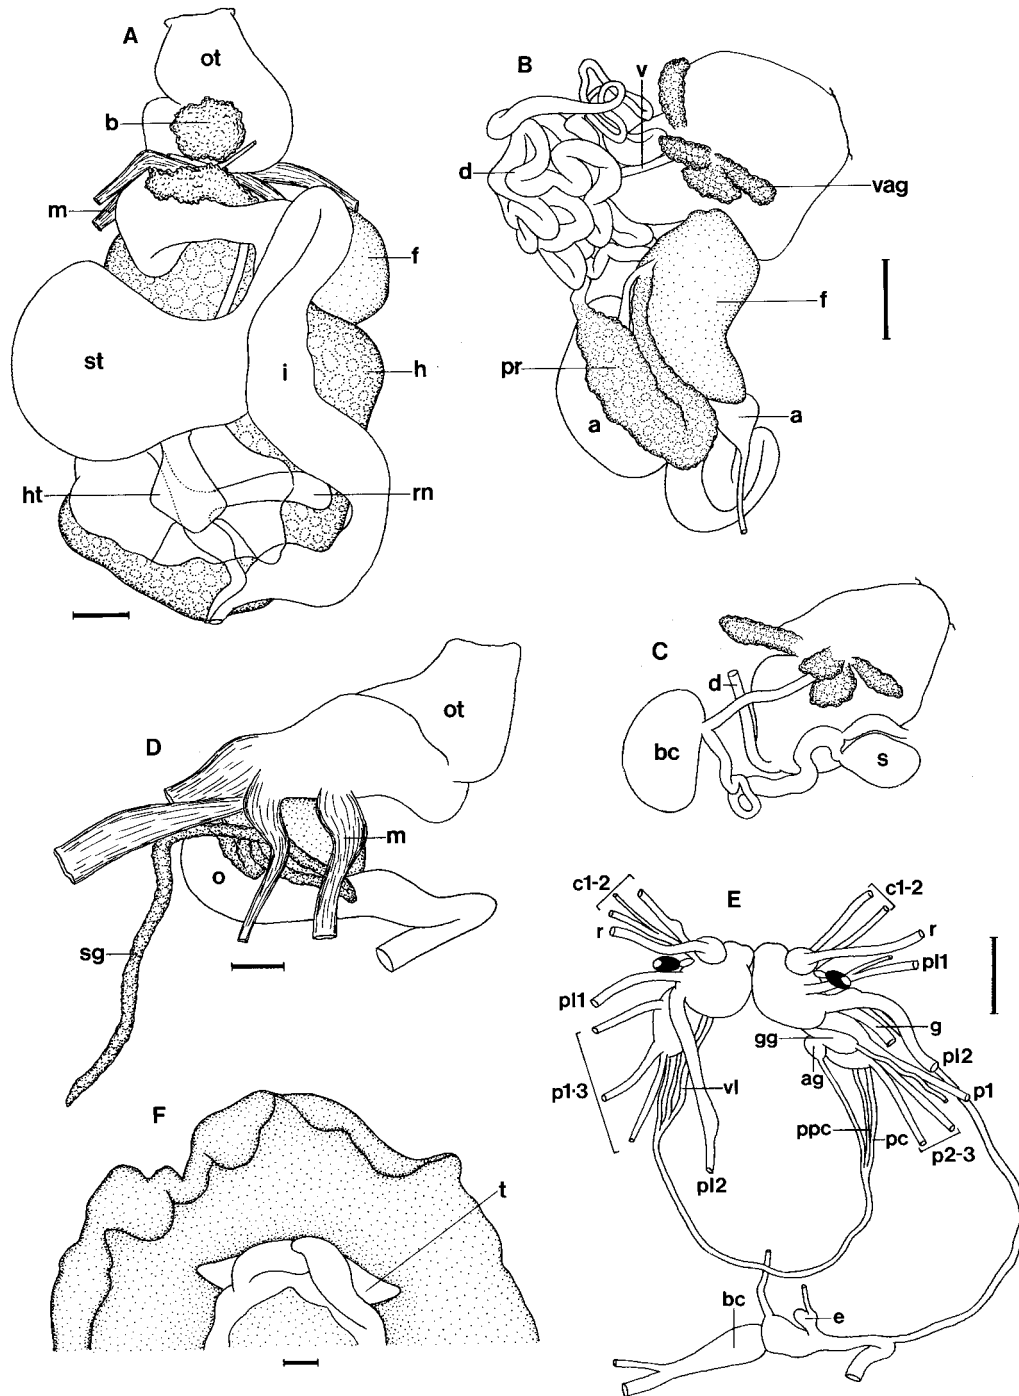 A
ot
b
m
f
st
i
h
ht
rn
B
v
d
vag
f
pr
a
a
C
d
bc
s
D
ot
m
o
sg
E
c1-2
c1-2
r
r
pl1
pl1
g
gg
pl2
ag
p1
p1-3
vl
ppc
pc
p2-3
pl2
bc
e
F
t